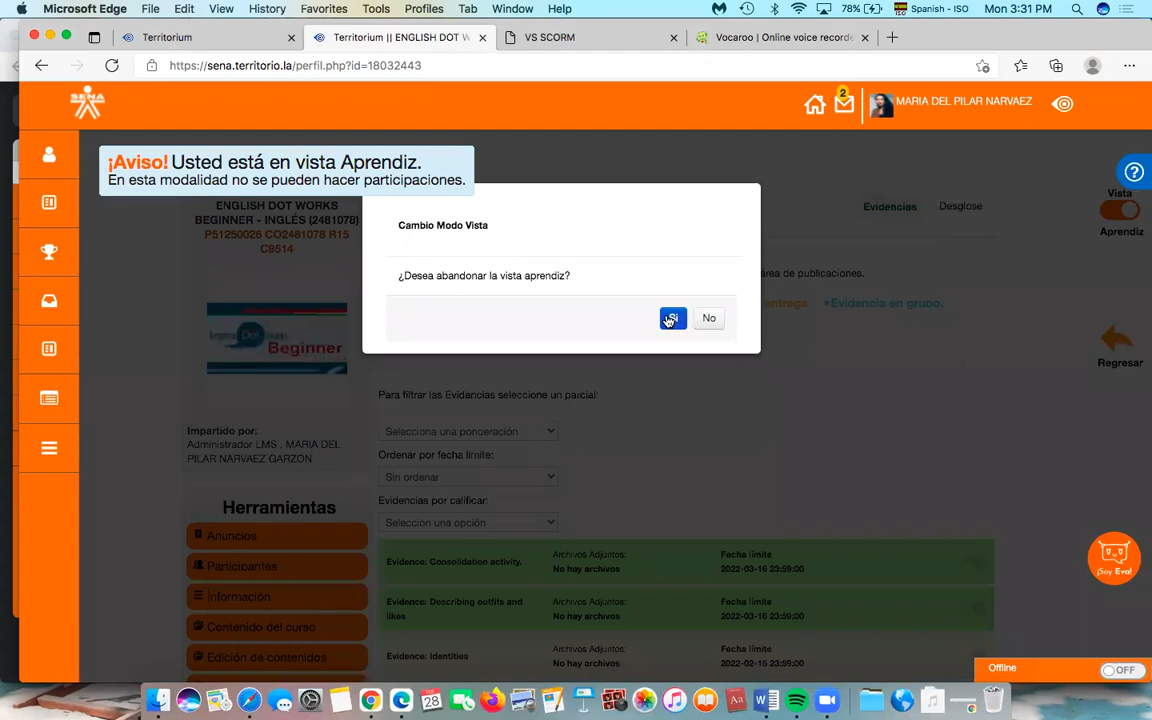 Microsoft Edge File Edit View History Favorites Tools Profiles Tab Window Help 78% Spanish - ISO Mon 3:31 PM
Territorium Territorium || ENGLISH DOT W VS SCORM Vocaroo | Online voice recorde
https://sena.territorio.la/perfil.php?id=18032443
SENA
2
MARIA DEL PILAR NARVAEZ
¡Aviso! Usted está en vista Aprendiz.
En esta modalidad no se pueden hacer participaciones.
ENGLISH DOT WORKS
BEGINNER - INGLÉS (2481078)
P51250026 CO2481078 R15
C9514
Beginner
Impartido por:
Administrador LMS , MARIA DEL
PILAR NARVAEZ GARZON
Herramientas
Anuncios
Participantes
Información
Contenido del curso
Edición de contenidos
Cambio Modo Vista
¿Desea abandonar la vista aprendiz?
Si No
Evidencias Desglose
área de publicaciones.
entrega. *Evidencia en grupo.
Para filtrar las Evidencias seleccione un parcial:
Selecciona una ponderación
Ordenar por fecha límite:
Sin ordenar
Evidencias por calificar:
Seleccion una opción
Evidence: Consolidation activity. Archivos Adjuntos: Fecha límite
No hay archivos 2022-03-16 23:59:00
Evidence: Describing outfits and Archivos Adjuntos: Fecha límite
likes No hay archivos 2022-03-16 23:59:00
Evidence: Identities Archivos Adjuntos: Fecha límite
No hay archivos 2022-02-15 23:59:00
?
Vista
Aprendiz
Regresar
¡Soy Eva!
Offline OFF
28